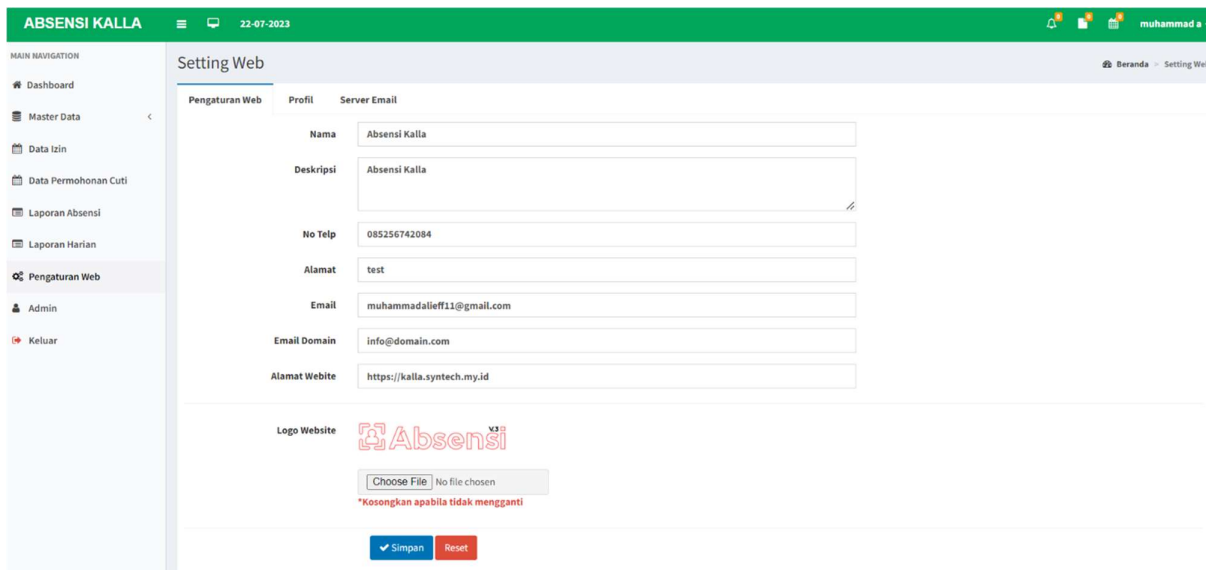 ABSENSI KALLA
22-07-2023
muhammad a
MAIN NAVIGATION
Dashboard
Master Data
Data Izin
Data Permohonan Cuti
Laporan Absensi
Laporan Harian
Pengaturan Web
Admin
Keluar
Setting Web
Beranda > Setting Web
Pengaturan Web Profil Server Email
Nama Absensi Kalla
Deskripsi Absensi Kalla
No Telp 085256742084
Alamat test
Email muhammadalieff11@gmail.com
Email Domain info@domain.com
Alamat Webite https://kalla.syntech.my.id
Logo Website Absensi V.3
Choose File No file chosen
*Kosongkan apabila tidak mengganti
Simpan Reset